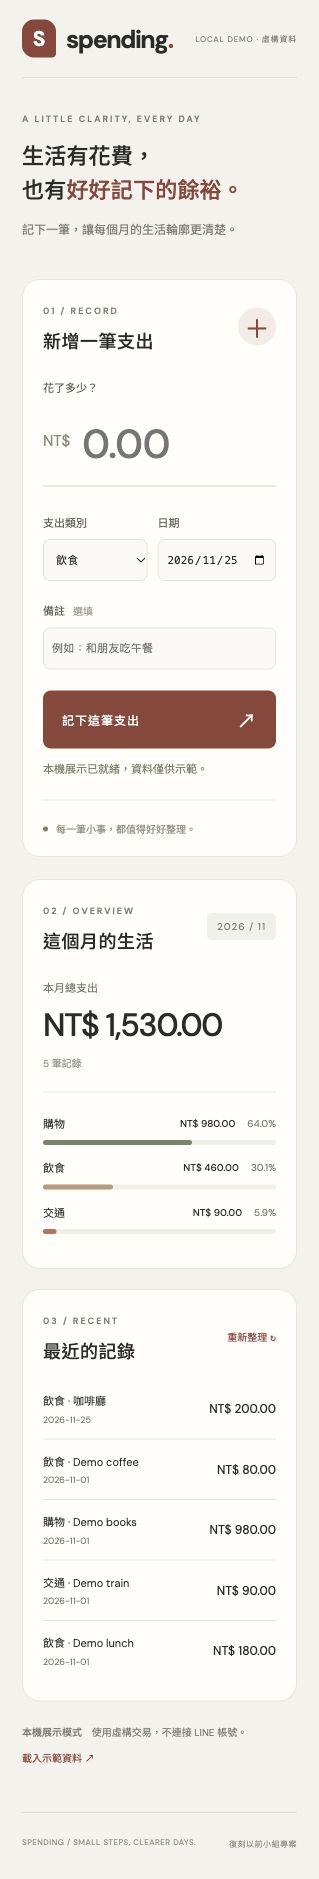 S spending. LOCAL DEMO · 虛構資料
A LITTLE CLARITY, EVERY DAY
生活有花費，
也有好好記下的餘裕。
記下一筆，讓每個月的生活輪廓更清楚。
01 / RECORD
新增一筆支出
花了多少？
NT$ 0.00
支出類別 日期
飲食 2026/11/25
備註 選填
例如：和朋友吃午餐
記下這筆支出 ↗
本機展示已就緒，資料僅供示範。
每一筆小事，都值得好好整理。
02 / OVERVIEW
這個月的生活 2026 / 11
本月總支出
NT$ 1,530.00
5 筆記錄
購物 NT$ 980.00 64.0%
飲食 NT$ 460.00 30.1%
交通 NT$ 90.00 5.9%
03 / RECENT
最近的記錄 重新整理 ↻
飲食 · 咖啡廳 NT$ 200.00
2026-11-25
飲食 · Demo coffee NT$ 80.00
2026-11-01
購物 · Demo books NT$ 980.00
2026-11-01
交通 · Demo train NT$ 90.00
2026-11-01
飲食 · Demo lunch NT$ 180.00
2026-11-01
本機展示模式 使用虛構交易，不連接 LINE 帳號。
載入示範資料 ↗
SPENDING / SMALL STEPS, CLEARER DAYS. 復刻以前小組專案